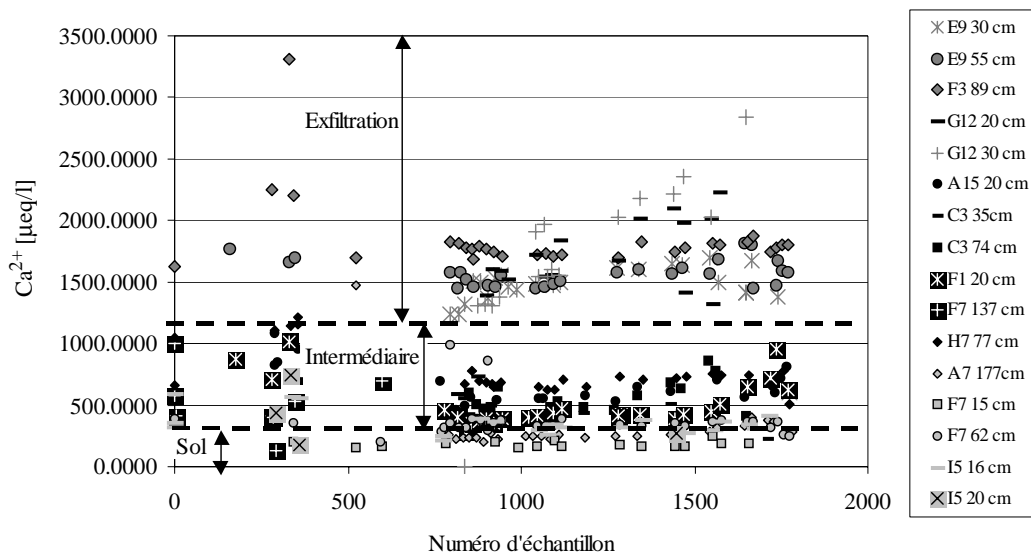 3500.0000
3000.0000
2500.0000
2000.0000
1500.0000
1000.0000
500.0000
0.0000
Ca²⁺ [µeq/l]
Exfiltration
Intermédiaire
Sol
0
500
1000
1500
2000
Numéro d'échantillon
E9 30 cm
E9 55 cm
F3 89 cm
G12 20 cm
G12 30 cm
A15 20 cm
C3 35cm
C3 74 cm
F1 20 cm
F7 137 cm
H7 77 cm
A7 177cm
F7 15 cm
F7 62 cm
I5 16 cm
I5 20 cm